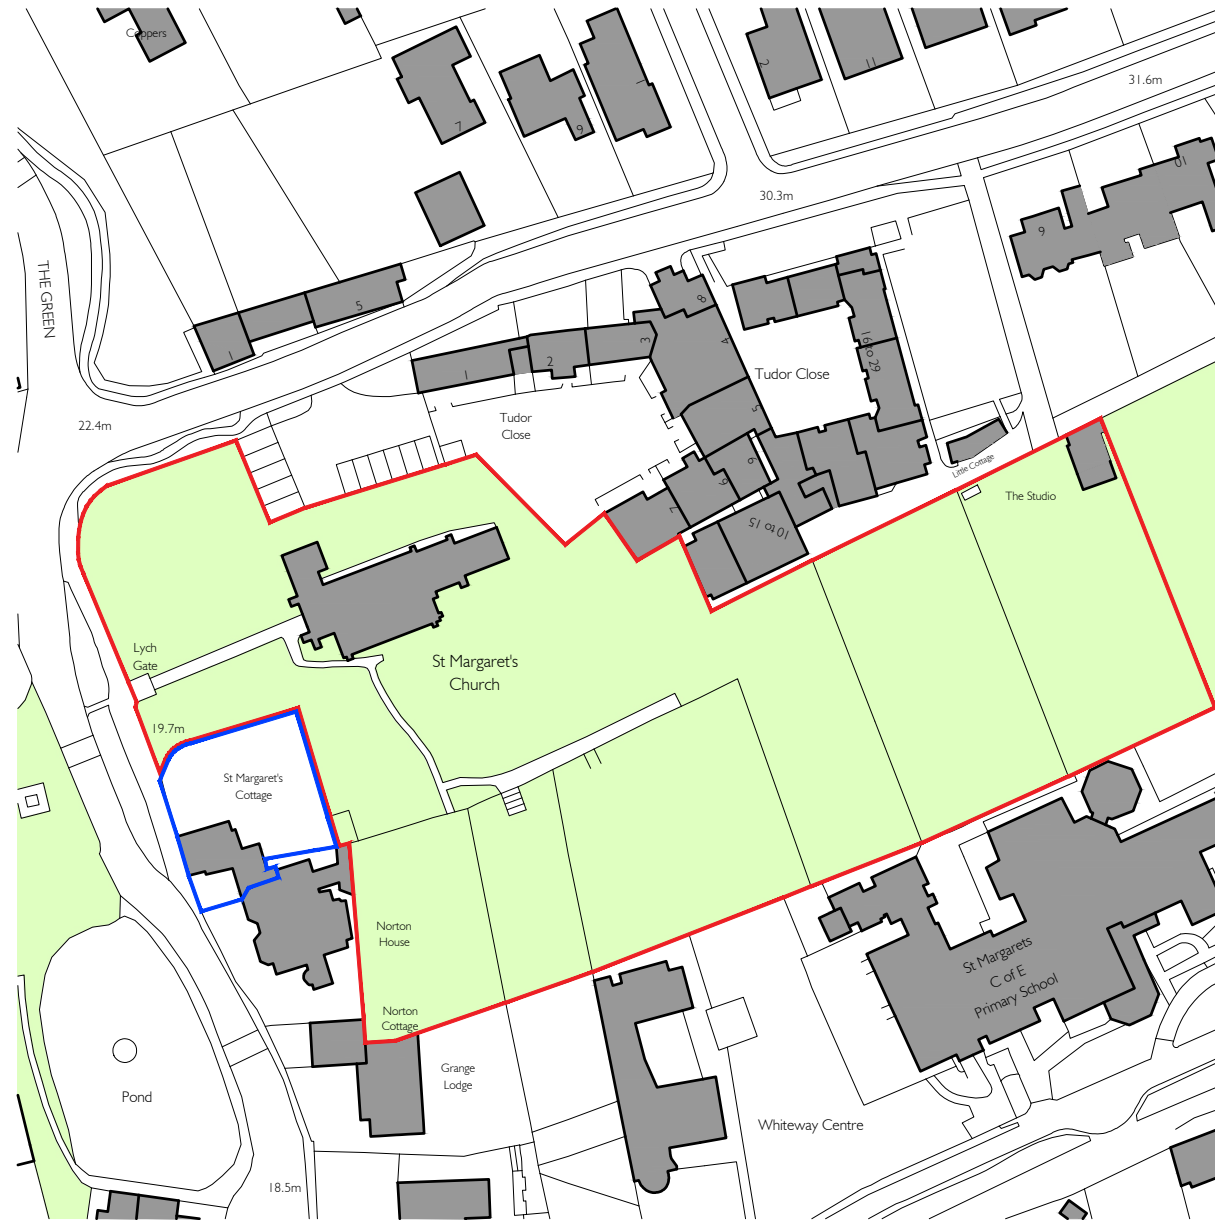 Coppers
7
9
1
2
11
31.6m
30.3m
10
9
THE GREEN
5
1
8
3
4
2
1
16 to 29
Tudor Close
Tudor
Close
5
22.4m
6
9
7
10 to 15
Little Cottage
The Studio
Lych
Gate
St Margaret's
Church
19.7m
St Margaret's
Cottage
Norton
House
St Margarets
C of E
Primary School
Norton
Cottage
Grange
Lodge
Pond
Whiteway Centre
18.5m